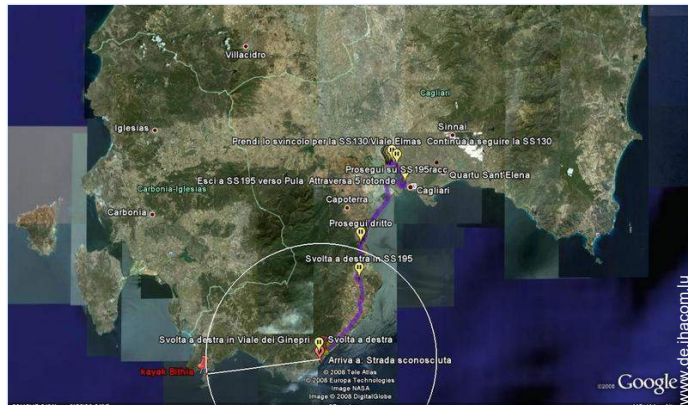 Villacidro
Cagliari
Iglesias
Sinnai
Prendi lo svincolo per la SS130/Viale Elmas Continua a seguire la SS130
Prosegui su SS195racc
Quartu Sant'Elena
Esci a SS195 verso Pula Attraversa 5 rotonde
Carbonia-Iglesias
Cagliari
Capoterra
Carbonia
Prosegui dritto
Svolta a destra in SS195
Svolta a destra in Viale dei Ginepri
Svolta a destra
Arriva a: Strada sconosciuta
kayak Bithia
© 2008 Tele Atlas
© 2008 Europa Technologies
Image NASA
Image © 2008 DigitalGlobe
©2008 Google
www.de.ihacom.lu